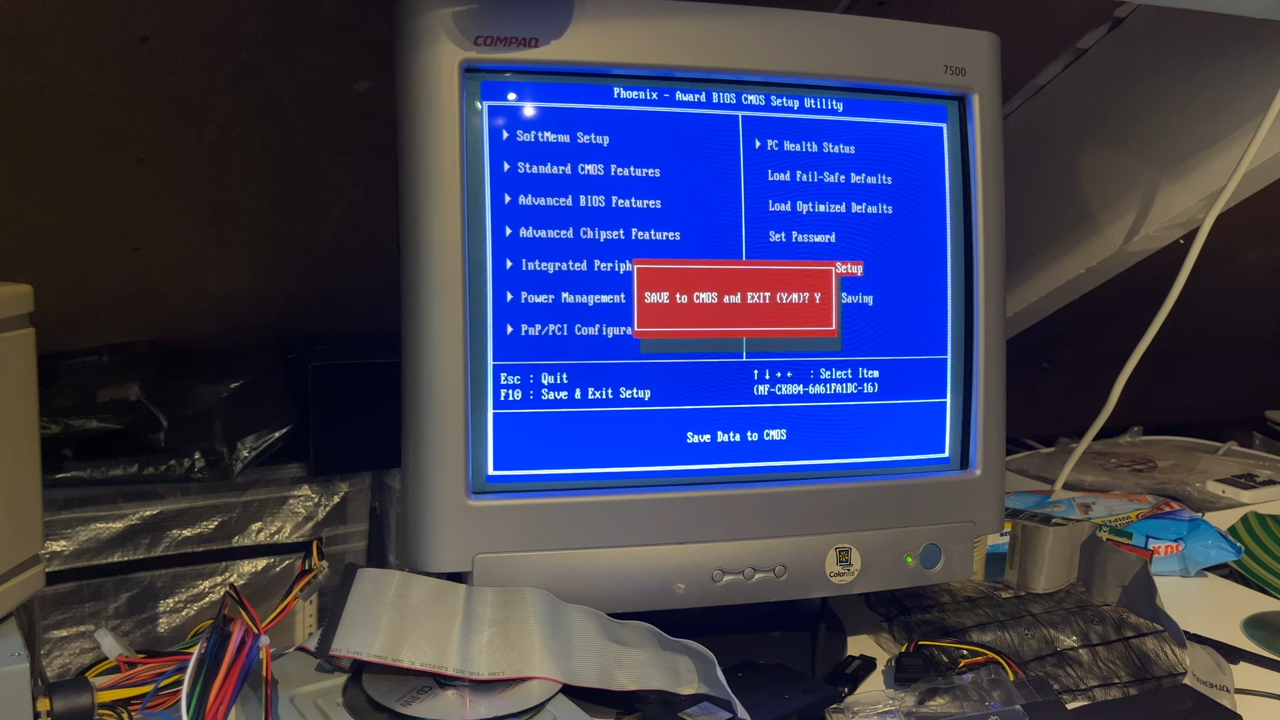 COMPAQ
7500
Phoenix - Award BIOS CMOS Setup Utility
SoftMenu Setup
Standard CMOS Features
Advanced BIOS Features
Advanced Chipset Features
Integrated Periph
Power Management
PnP/PCI Configura
PC Health Status
Load Fail-Safe Defaults
Load Optimized Defaults
Set Password
Setup
Saving
SAVE to CMOS and EXIT (Y/N)? Y
Esc : Quit
F10 : Save & Exit Setup
↑ ↓ → ← : Select Item
(NF-CK804-6A61FA1DC-16)
Save Data to CMOS